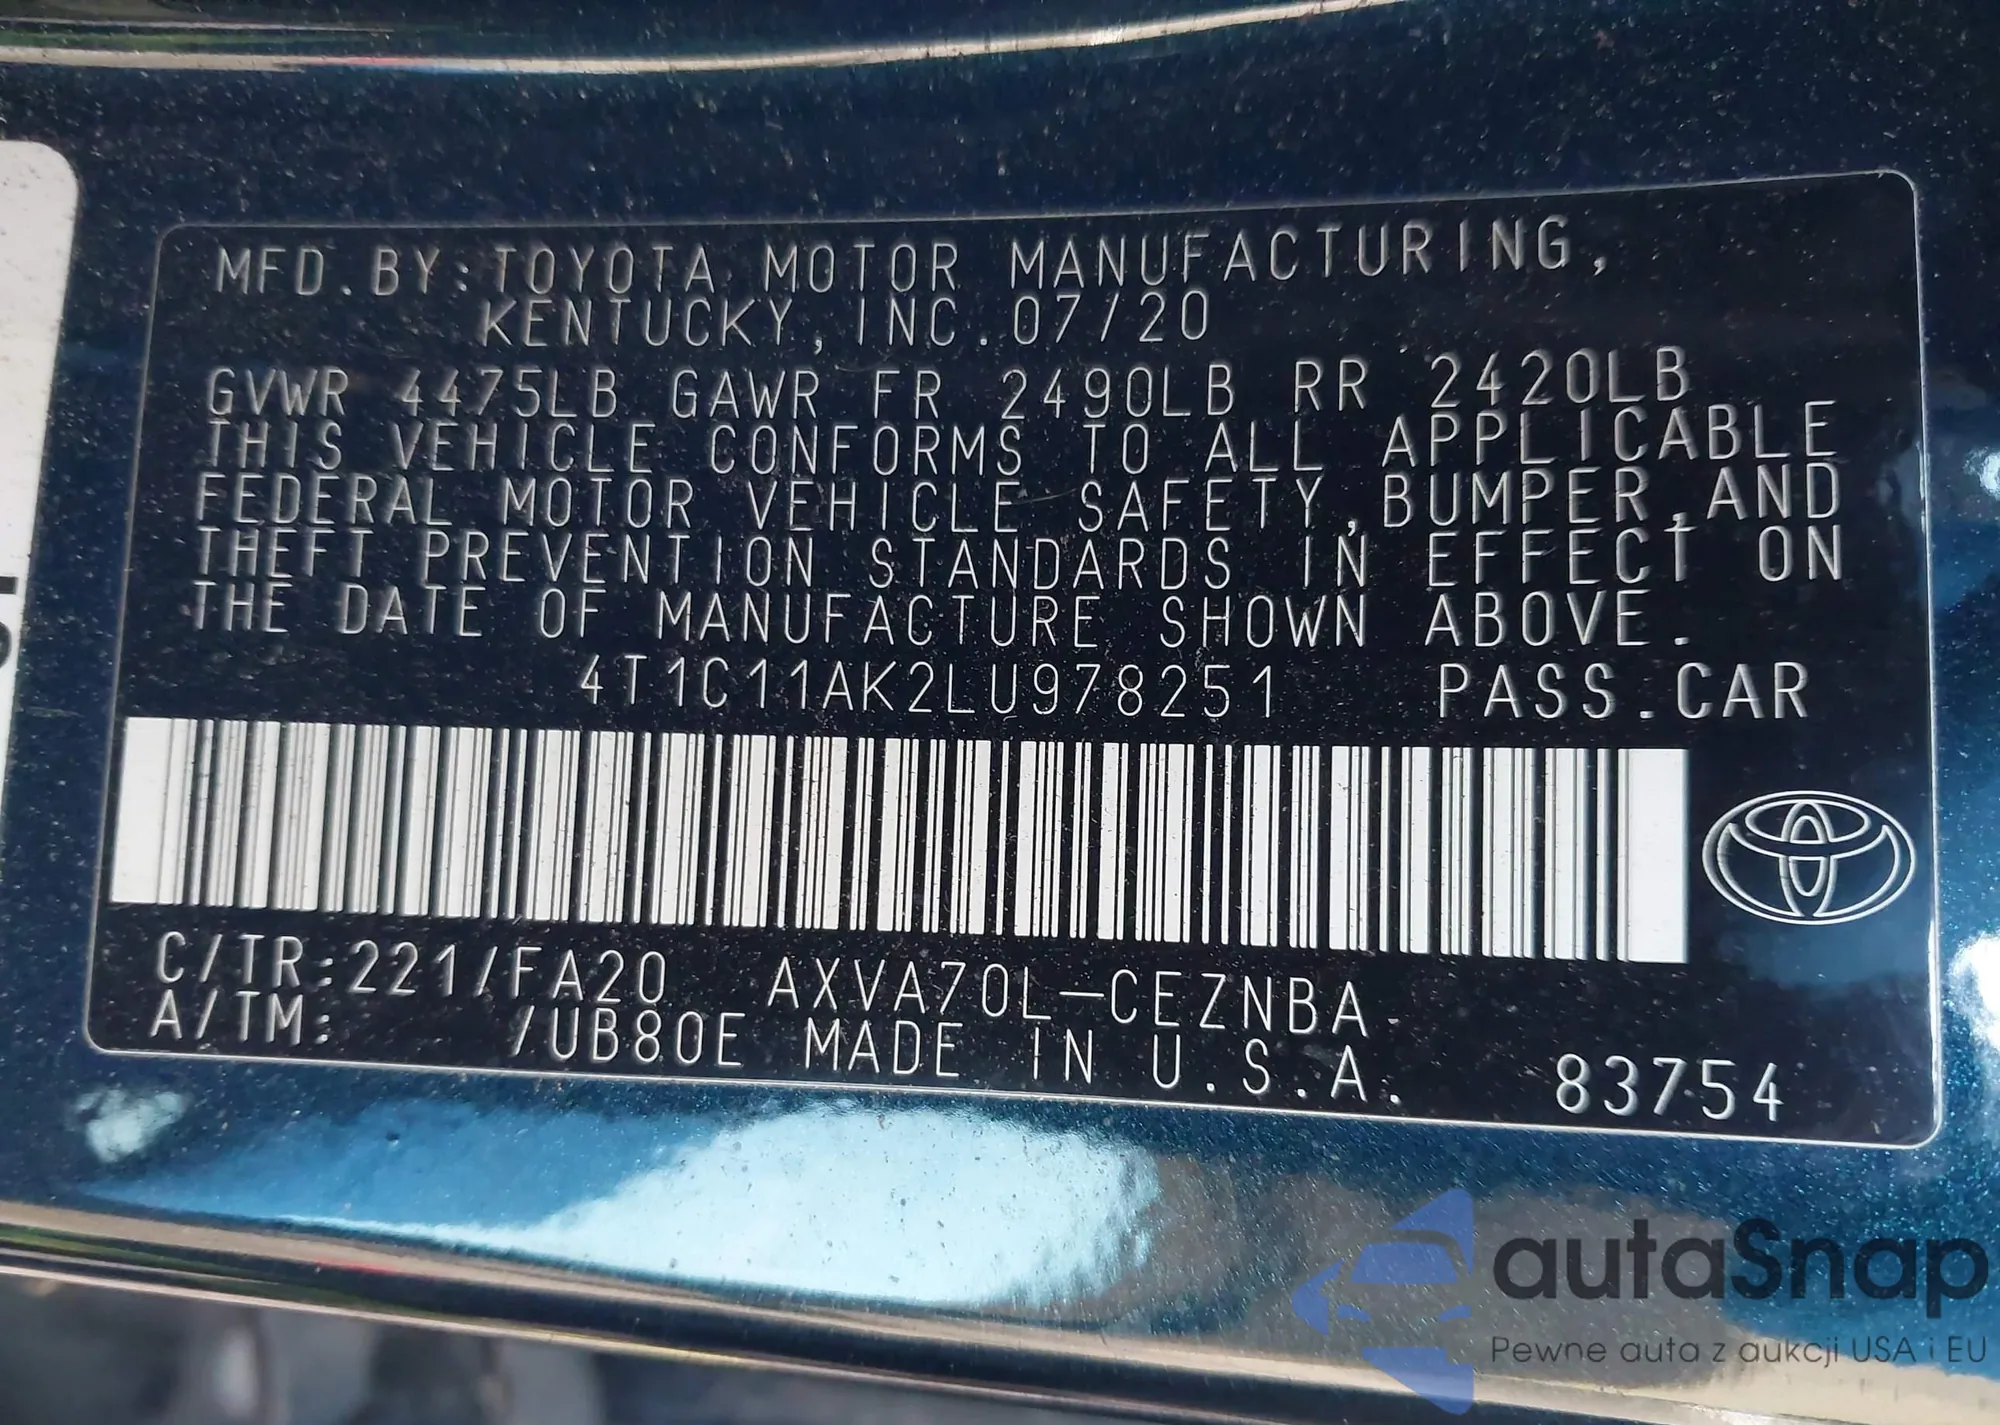 MFD. BY: TOYOTA MOTOR MANUFACTURING,
KENTUCKY, INC. 07/20
GVWR 4475LB GAWR FR 2490LB RR 2420LB
THIS VEHICLE CONFORMS TO ALL APPLICABLE
FEDERAL MOTOR VEHICLE SAFETY, BUMPER, AND
THEFT PREVENTION STANDARDS IN EFFECT ON
THE DATE OF MANUFACTURE SHOWN ABOVE.
4T1C11AK2LU978251 PASS. CAR
C/TR: 221/FA20 AXVA70L-CEZNBA
A/TM: /UB80E MADE IN U.S.A. 83754
autaSnap
Pewne auta z aukcji USA i EU